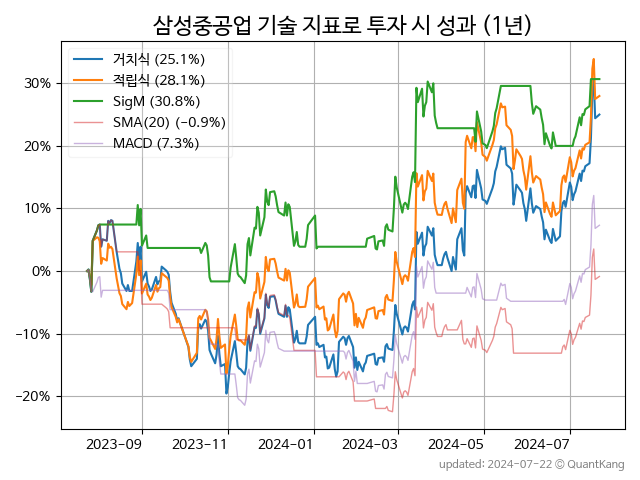 삼성중공업 기술 지표로 투자 시 성과 (1년)
거치식 (25.1%)
적립식 (28.1%)
SigM (30.8%)
SMA(20) (−0.9%)
MACD (7.3%)
30%
20%
10%
0%
−10%
−20%
2023−09
2023−11
2024−01
2024−03
2024−05
2024−07
updated: 2024-07-22 © QuantKang